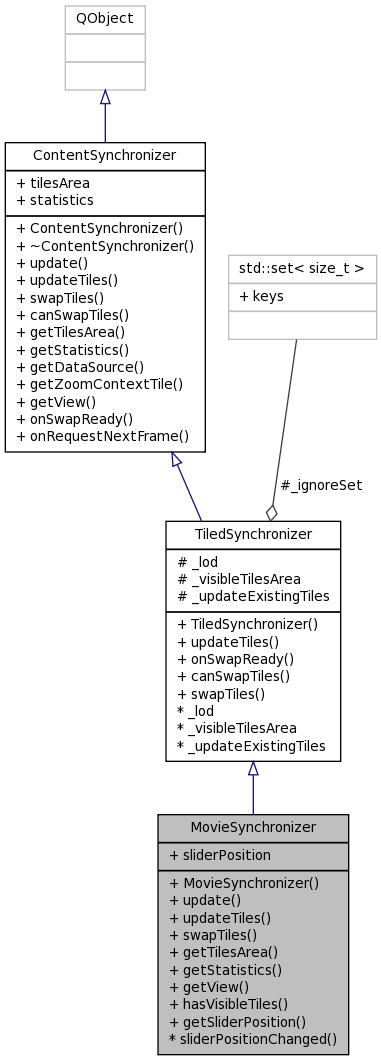 QObject
ContentSynchronizer
+ tilesArea
+ statistics
+ ContentSynchronizer()
+ ~ContentSynchronizer()
+ update()
+ updateTiles()
+ swapTiles()
+ canSwapTiles()
+ getTilesArea()
+ getStatistics()
+ getDataSource()
+ getZoomContextTile()
+ getView()
+ onSwapReady()
+ onRequestNextFrame()
std::set< size_t >
+ keys
#_ignoreSet
TiledSynchronizer
# _lod
# _visibleTilesArea
# _updateExistingTiles
+ TiledSynchronizer()
+ updateTiles()
+ onSwapReady()
+ canSwapTiles()
+ swapTiles()
* _lod
* _visibleTilesArea
* _updateExistingTiles
MovieSynchronizer
+ sliderPosition
+ MovieSynchronizer()
+ update()
+ updateTiles()
+ swapTiles()
+ getTilesArea()
+ getStatistics()
+ getView()
+ hasVisibleTiles()
+ getSliderPosition()
* sliderPositionChanged()